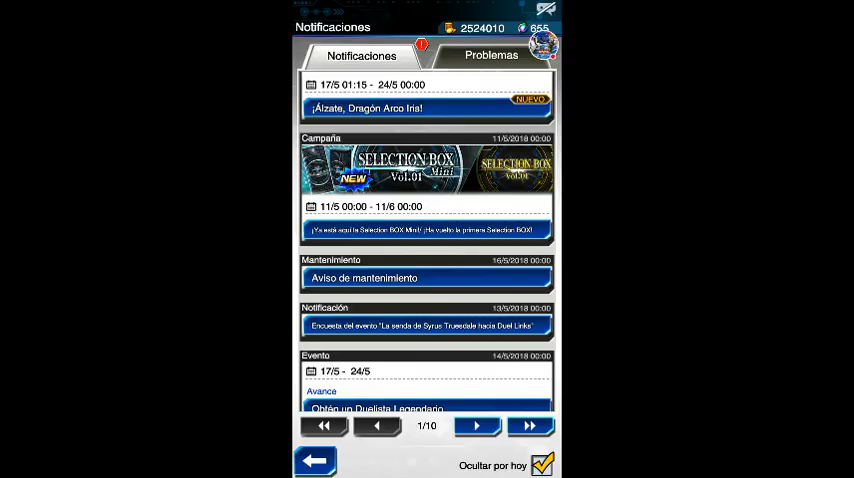 Notificaciones
2524010
655
Notificaciones
Problemas
17/5 01:15 - 24/5 00:00
NUEVO
¡Álzate, Dragón Arco Iris!
Campaña
11/5/2018 00:00
SELECTION BOX
Vol.01 Mini
NEW
SELECTION BOX
Vol.01
11/5 00:00 - 11/6 00:00
¡Ya está aquí la Selection BOX Mini!/ ¡Ha vuelto la primera Selection BOX!
Mantenimiento
16/5/2018 00:00
Aviso de mantenimiento
Notificación
13/5/2018 00:00
Encuesta del evento "La senda de Syrus Truesdale hacia Duel Links"
Evento
14/5/2018 00:00
17/5 - 24/5
Avance
Obtén un Duelista Legendario
1/10
Ocultar por hoy